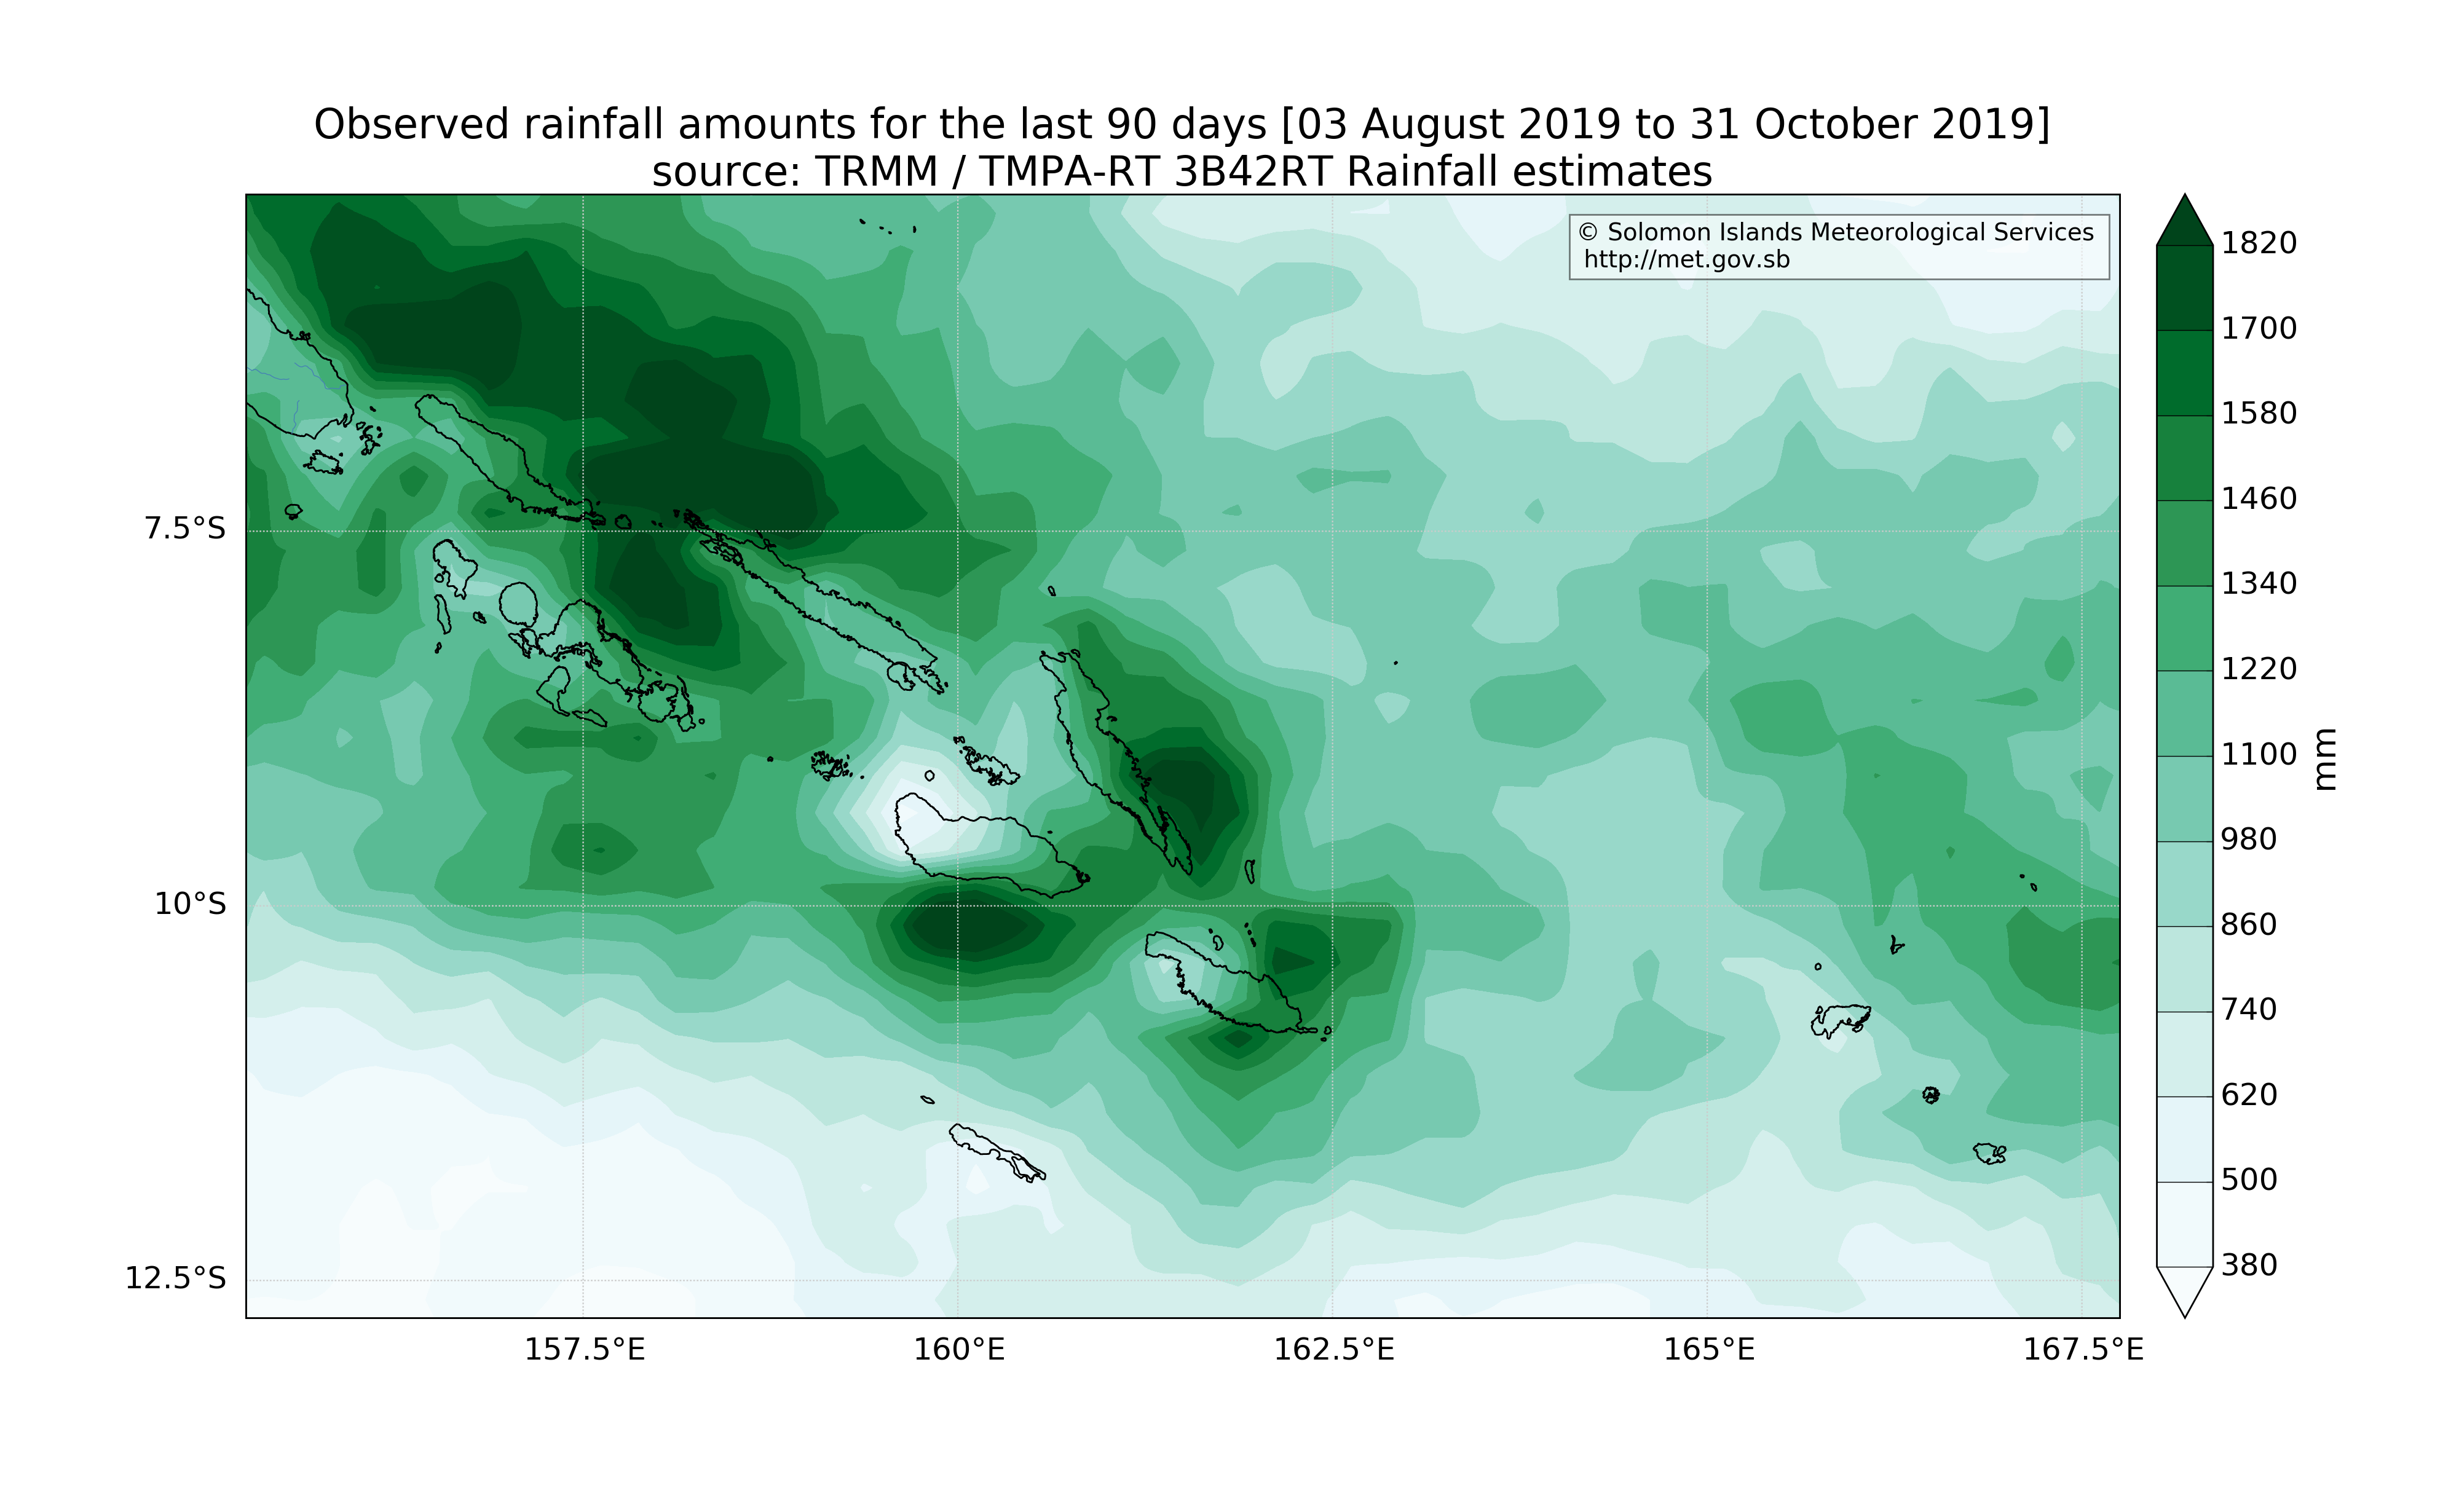 Observed rainfall amounts for the last 90 days [03 August 2019 to 31 October 2019]
source: TRMM / TMPA-RT 3B42RT Rainfall estimates
© Solomon Islands Meteorological Services
http://met.gov.sb
7.5°S
10°S
12.5°S
157.5°E
160°E
162.5°E
165°E
167.5°E
1820
1700
1580
1460
1340
1220
1100
980
860
740
620
500
380
mm